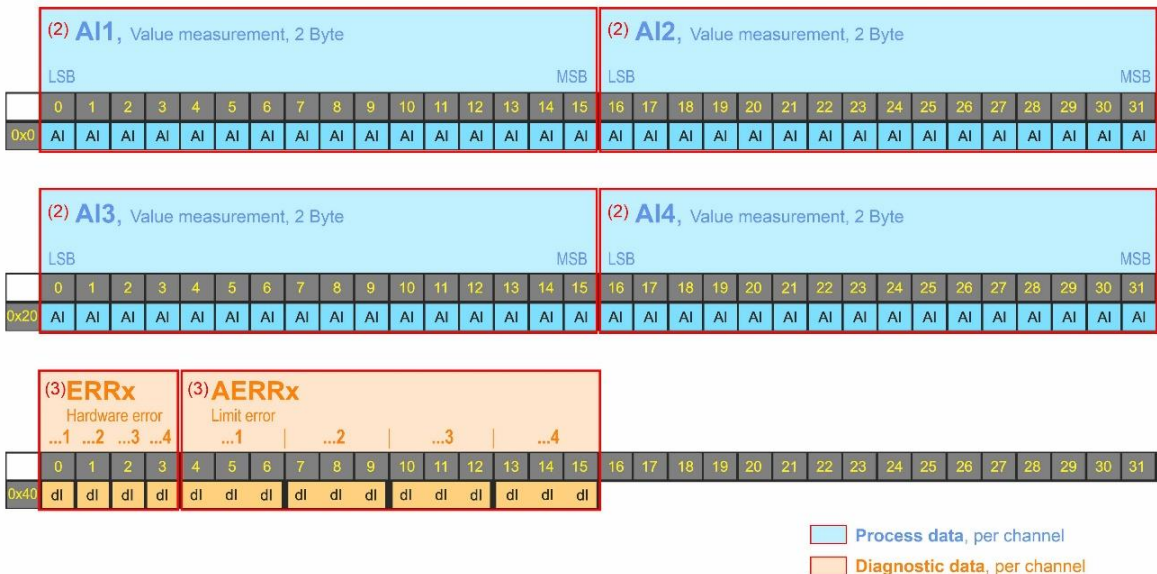 (2) AI1, Value measurement, 2 Byte (2) AI2, Value measurement, 2 Byte
LSB MSB LSB MSB
0 1 2 3 4 5 6 7 8 9 10 11 12 13 14 15 16 17 18 19 20 21 22 23 24 25 26 27 28 29 30 31
0x0 AI AI AI AI AI AI AI AI AI AI AI AI AI AI AI AI AI AI AI AI AI AI AI AI AI AI AI AI AI AI AI AI
(2) AI3, Value measurement, 2 Byte (2) AI4, Value measurement, 2 Byte
LSB MSB LSB MSB
0 1 2 3 4 5 6 7 8 9 10 11 12 13 14 15 16 17 18 19 20 21 22 23 24 25 26 27 28 29 30 31
0x20 AI AI AI AI AI AI AI AI AI AI AI AI AI AI AI AI AI AI AI AI AI AI AI AI AI AI AI AI AI AI AI AI
(3) ERRx (3) AERRx
Hardware error Limit error
...1 ...2 ...3 ...4 ...1 | ...2 | ...3 | ...4
0 1 2 3 4 5 6 7 8 9 10 11 12 13 14 15 16 17 18 19 20 21 22 23 24 25 26 27 28 29 30 31
0x40 dI dI dI dI dI dI dI dI dI dI dI dI dI dI dI dI
Process data, per channel
Diagnostic data, per channel